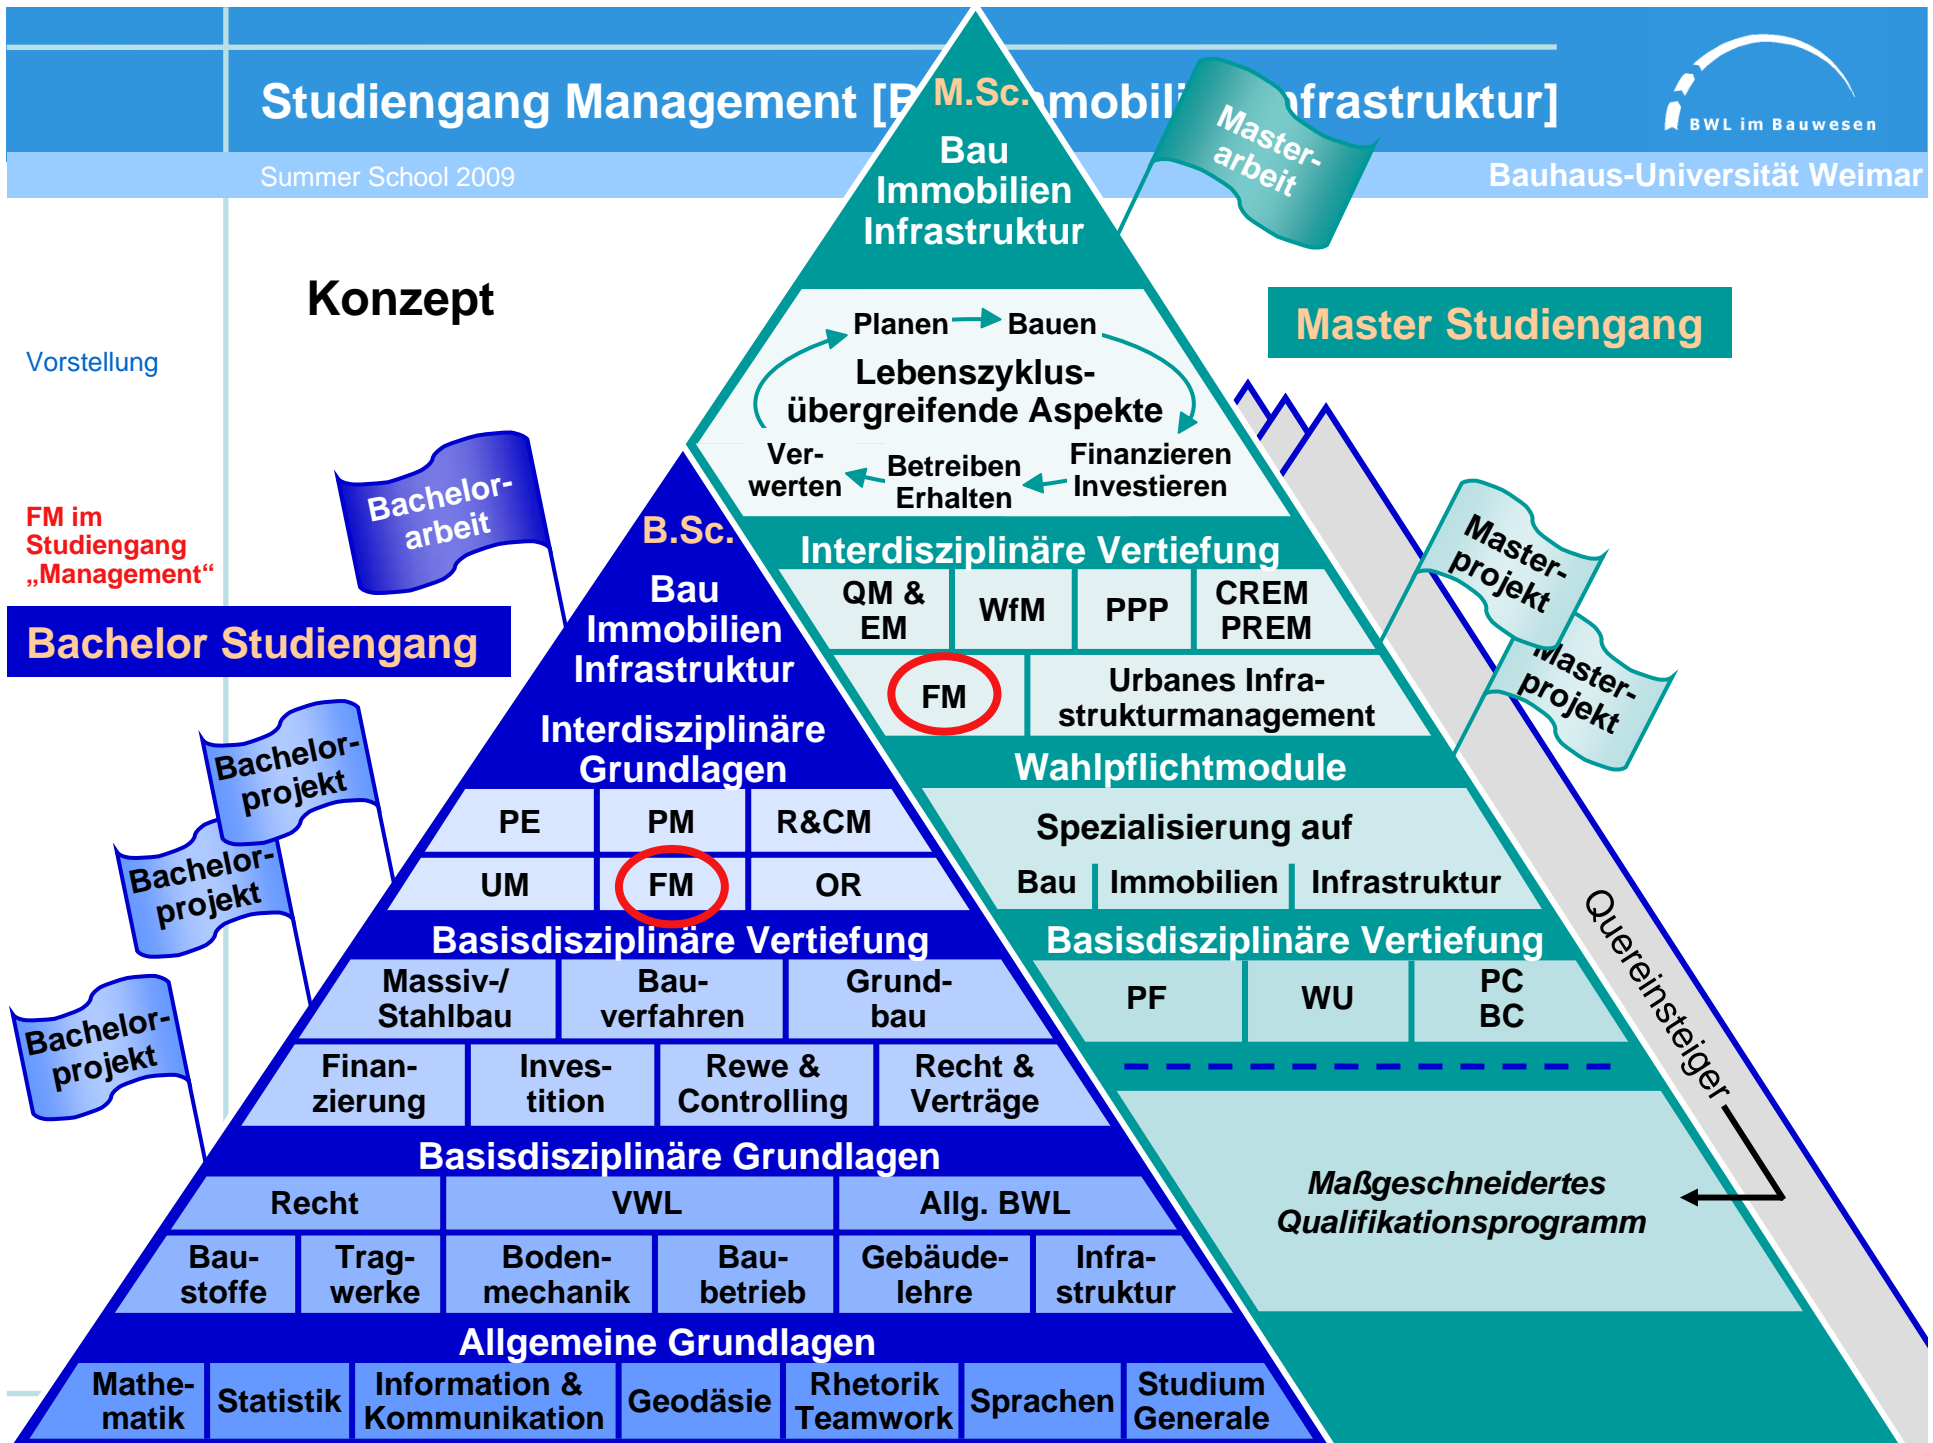 Studiengang Management [B mobili nfrastruktur]
BWL im Bauwesen
Summer School 2009
Bauhaus-Universität Weimar
Konzept
Vorstellung
FM im
Studiengang
„Management“
M.Sc.
Bau
Immobilien
Infrastruktur
Master-
arbeit
Master Studiengang
Planen
Bauen
Lebenszyklus-
übergreifende Aspekte
Ver-
werten
Betreiben
Erhalten
Finanzieren
Investieren
Interdisziplinäre Vertiefung
QM &
EM
WfM
PPP
CREM
PREM
FM
Urbanes Infra-
strukturmanagement
Master-
projekt
Master-
projekt
Wahlpflichtmodule
Spezialisierung auf
Bau
Immobilien
Infrastruktur
Basisdisziplinäre Vertiefung
PF
WU
PC
BC
Maßgeschneidertes
Qualifikationsprogramm
Quereinsteiger
Bachelor-
arbeit
Bachelor Studiengang
Bachelor-
projekt
Bachelor-
projekt
Bachelor-
projekt
B.Sc.
Bau
Immobilien
Infrastruktur
Interdisziplinäre
Grundlagen
PE
PM
R&CM
UM
FM
OR
Basisdisziplinäre Vertiefung
Massiv-/
Stahlbau
Bau-
verfahren
Grund-
bau
Finan-
zierung
Inves-
tition
Rewe &
Controlling
Recht &
Verträge
Basisdisziplinäre Grundlagen
Recht
VWL
Allg. BWL
Bau-
stoffe
Trag-
werke
Boden-
mechanik
Bau-
betrieb
Gebäude-
lehre
Infra-
struktur
Allgemeine Grundlagen
Mathe-
matik
Statistik
Information &
Kommunikation
Geodäsie
Rhetorik
Teamwork
Sprachen
Studium
Generale